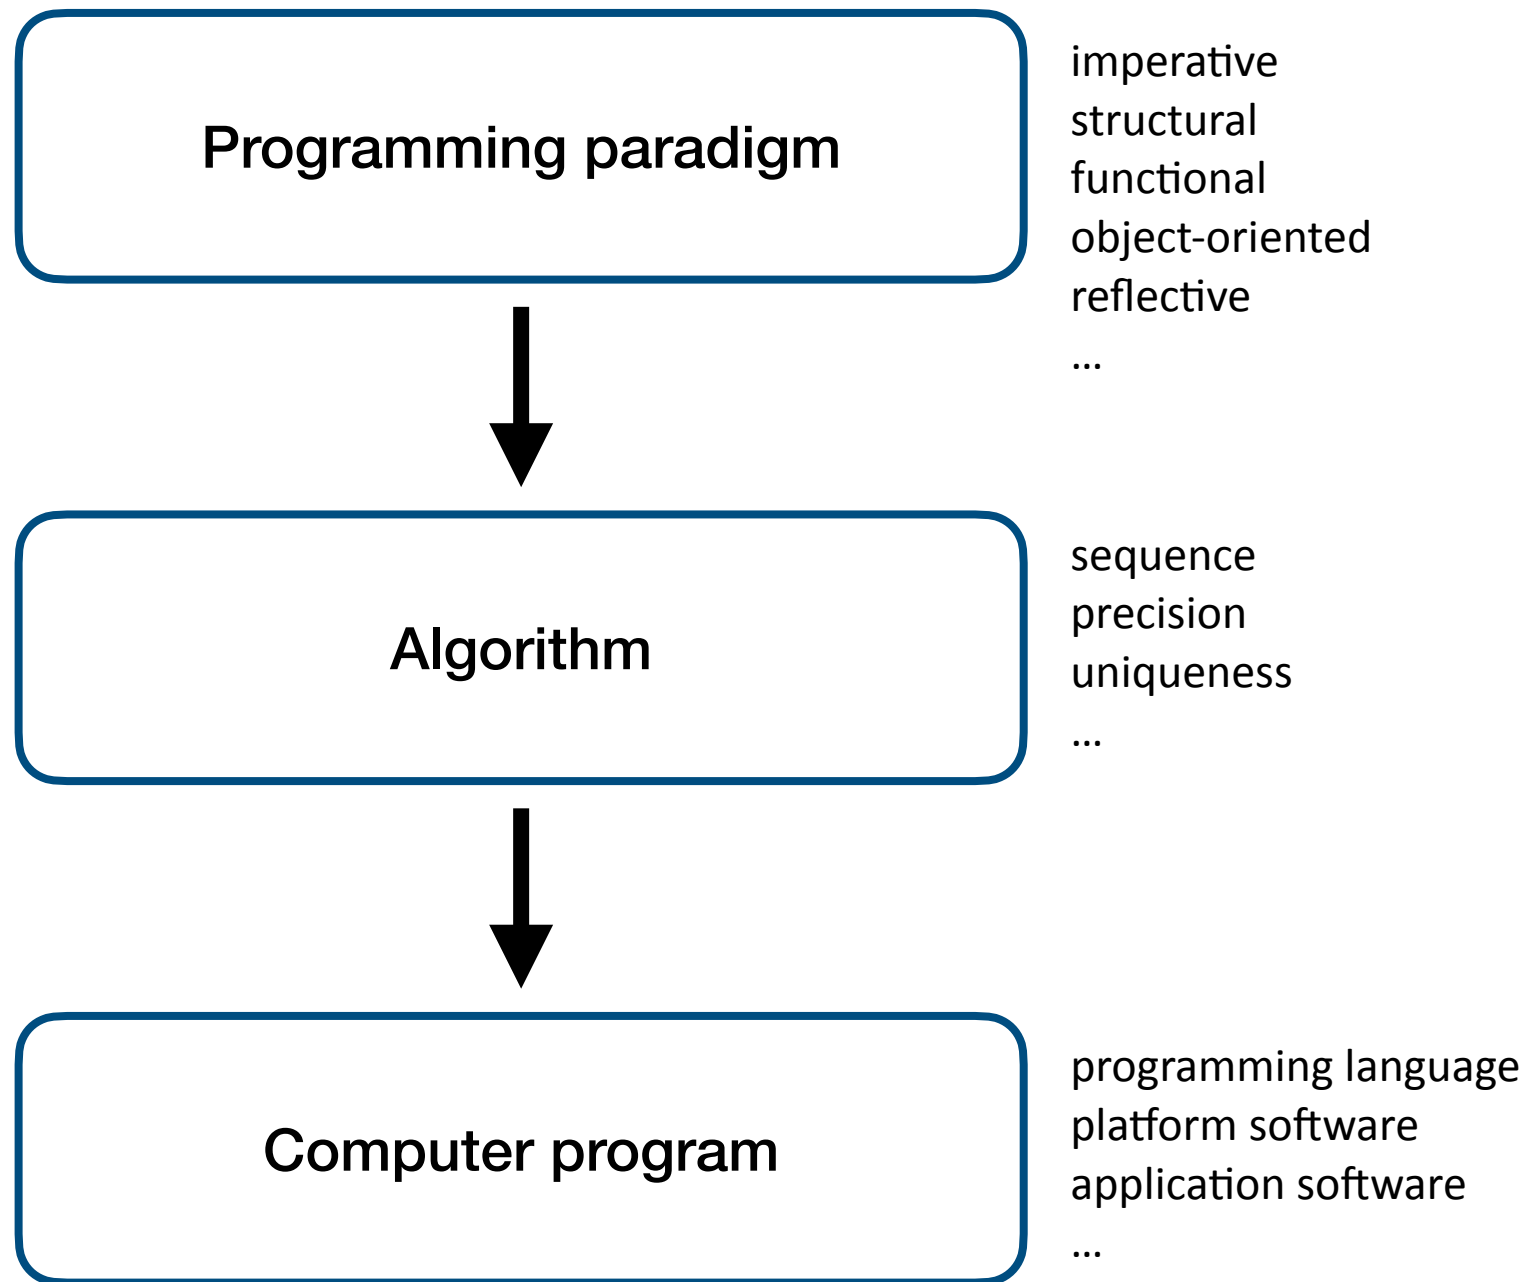 Programming paradigm
imperative
structural
functional
object-oriented
reflective
...
Algorithm
sequence
precision
uniqueness
...
Computer program
programming language
platform software
application software
...